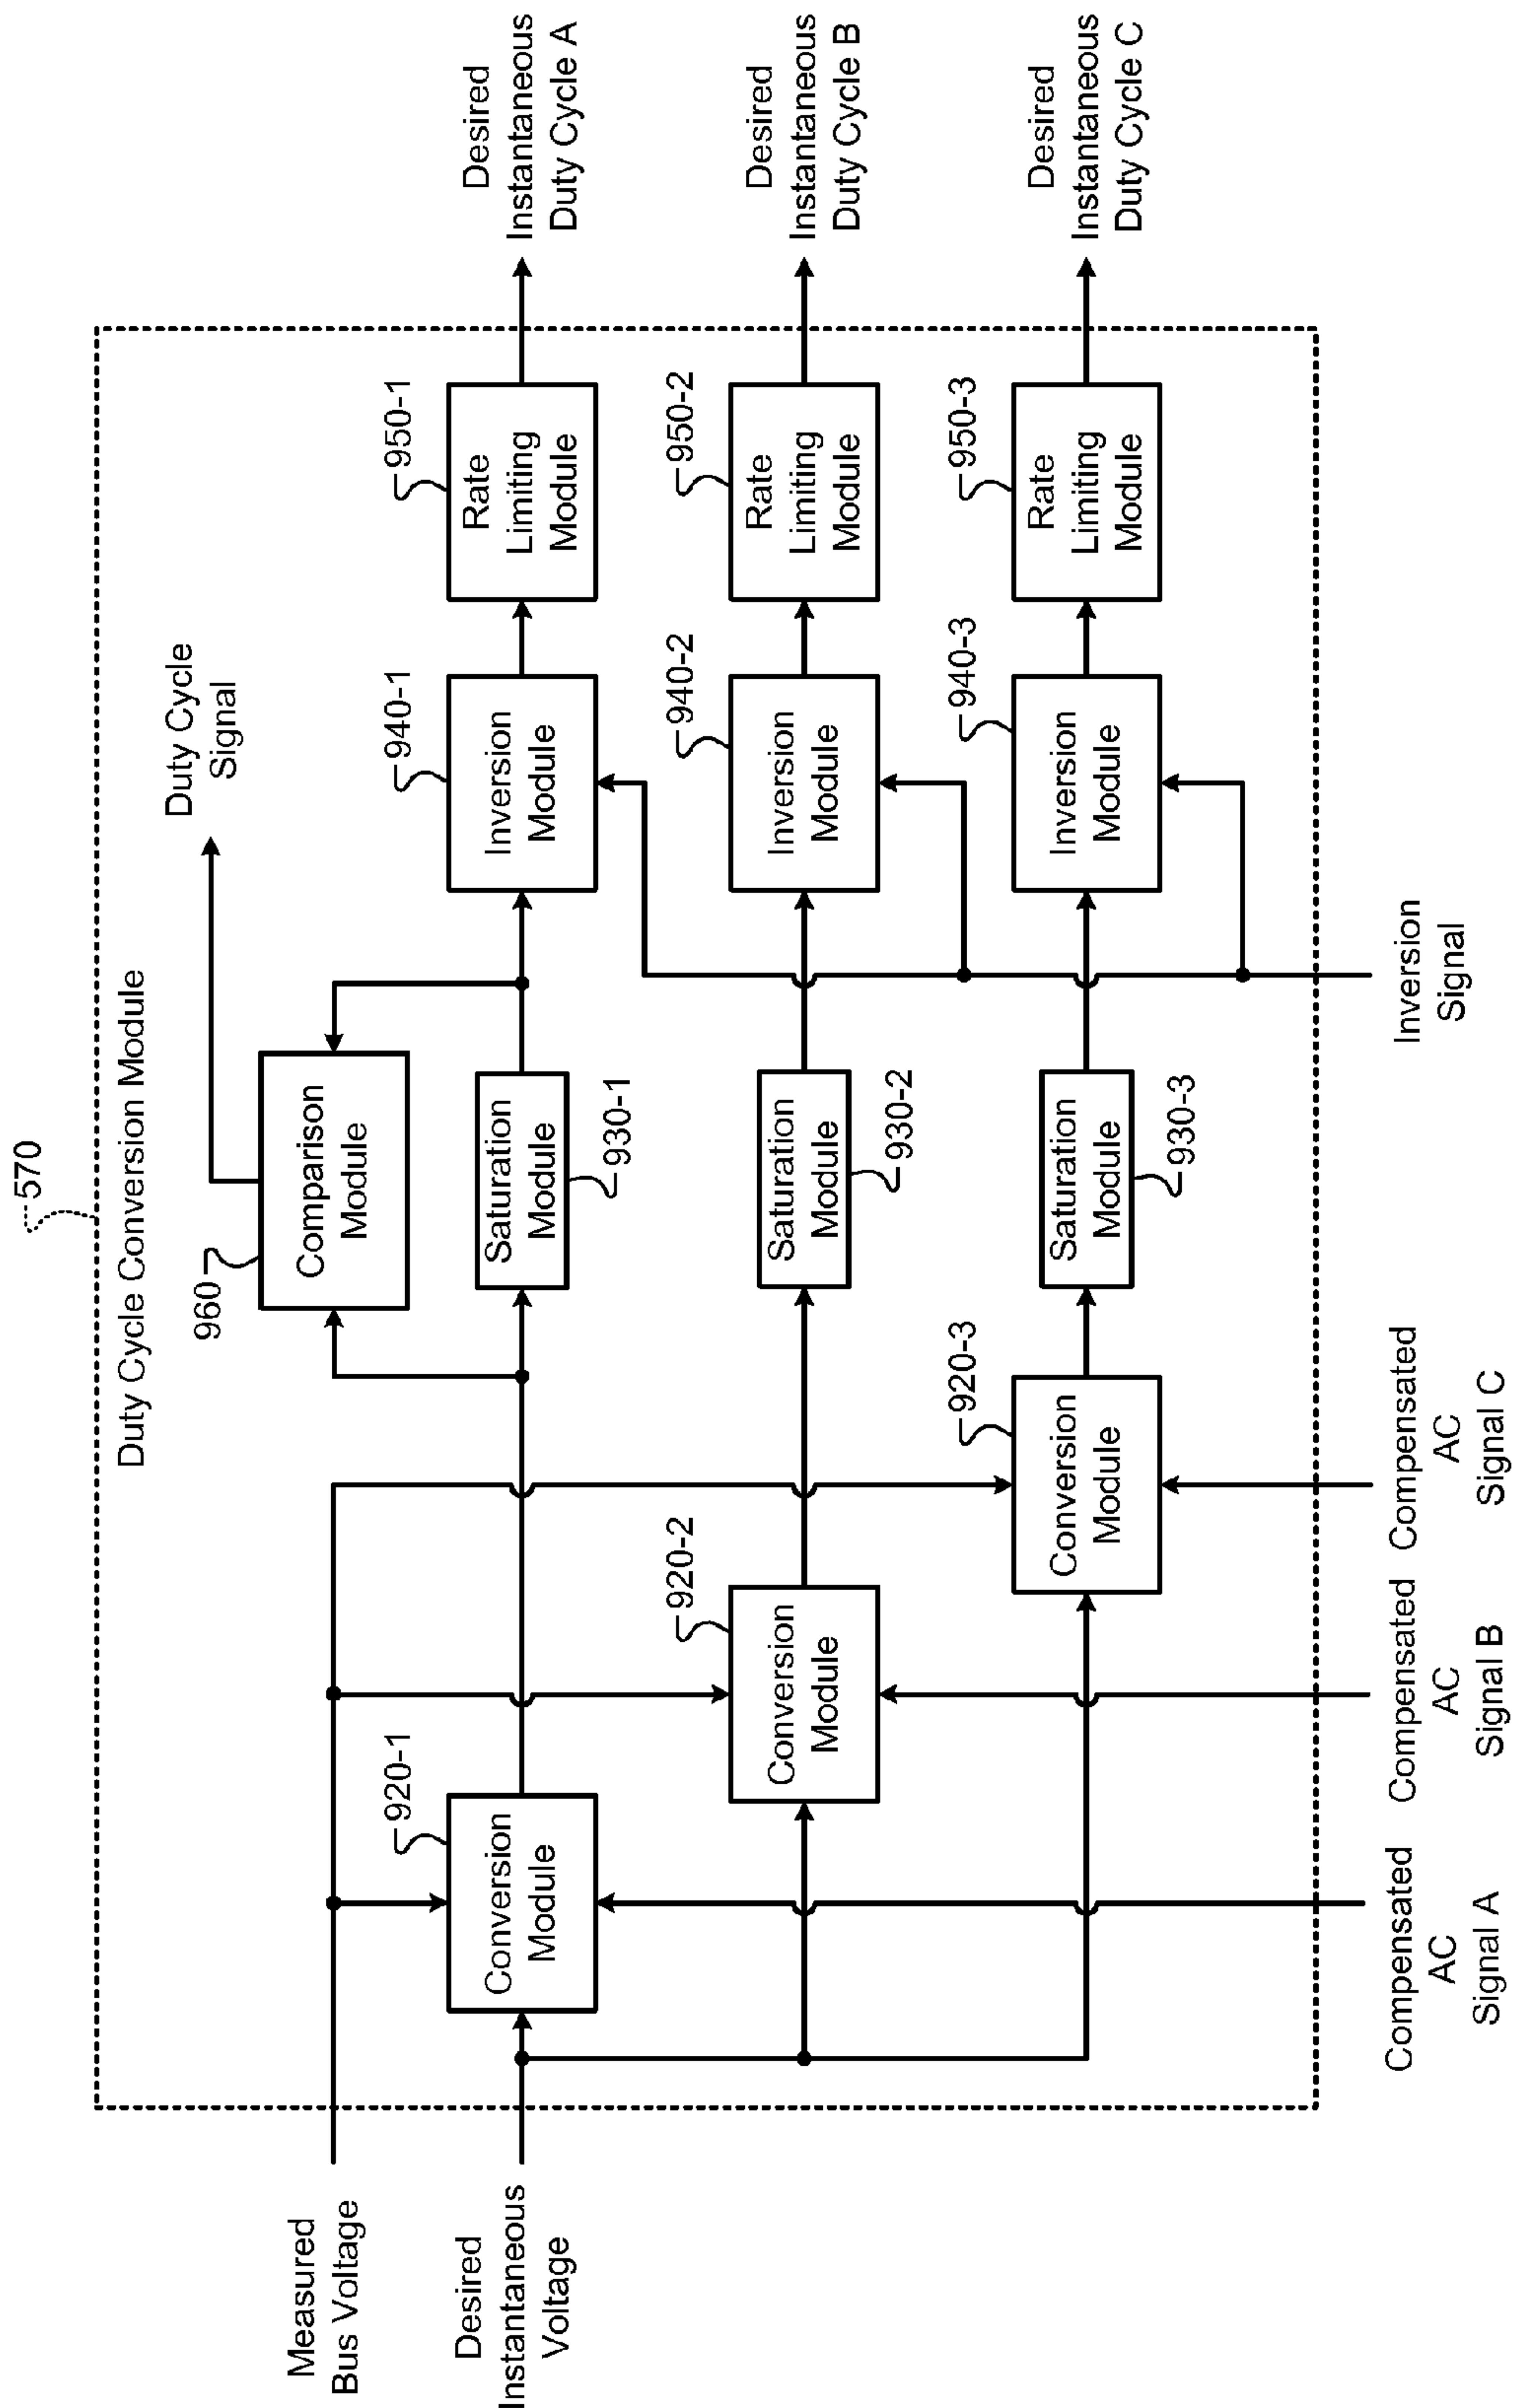 570
Duty Cycle Conversion Module
Measured
Bus Voltage
Desired
Instantaneous
Voltage
960
Comparison
Module
Duty Cycle
Signal
920-1
Conversion
Module
Saturation
Module
930-1
940-1
Inversion
Module
950-1
Rate
Limiting
Module
Desired
Instantaneous
Duty Cycle A
920-2
Conversion
Module
Saturation
Module
930-2
940-2
Inversion
Module
950-2
Rate
Limiting
Module
Desired
Instantaneous
Duty Cycle B
920-3
Conversion
Module
Saturation
Module
930-3
940-3
Inversion
Module
950-3
Rate
Limiting
Module
Desired
Instantaneous
Duty Cycle C
Compensated
AC
Signal A
Compensated
AC
Signal B
Compensated
AC
Signal C
Inversion
Signal